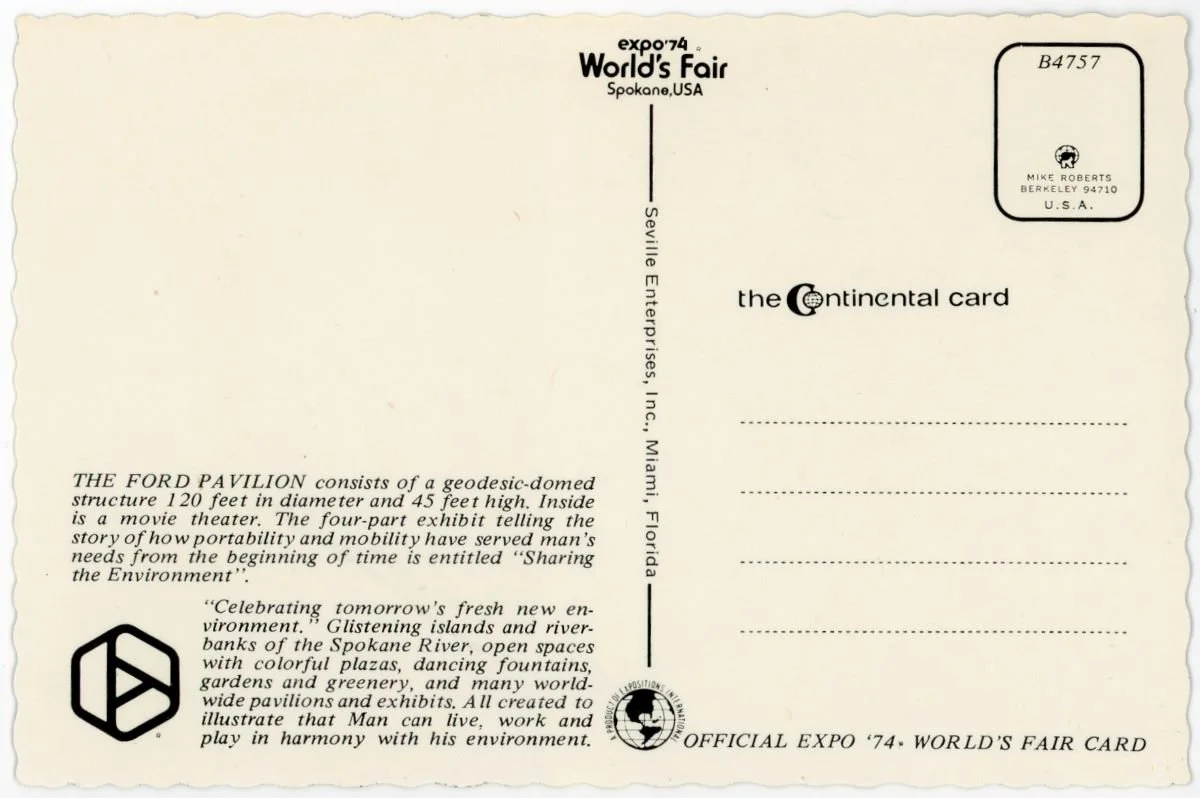 expo'74
World's Fair
Spokane, USA
B4757
MIKE ROBERTS
BERKELEY 94710
U.S.A.
Seville Enterprises, Inc., Miami, Florida
the Continental card
THE FORD PAVILION consists of a geodesic-domed
structure 120 feet in diameter and 45 feet high. Inside
is a movie theater. The four-part exhibit telling the
story of how portability and mobility have served man's
needs from the beginning of time is entitled "Sharing
the Environment".
"Celebrating tomorrow's fresh new en-
vironment." Glistening islands and river-
banks of the Spokane River, open spaces
with colorful plazas, dancing fountains,
gardens and greenery, and many world-
wide pavilions and exhibits. All created to
illustrate that Man can live, work and
play in harmony with his environment.
A PRODUCT OF EXPOSITIONS INTERNATIONAL
OFFICIAL EXPO '74 WORLD'S FAIR CARD